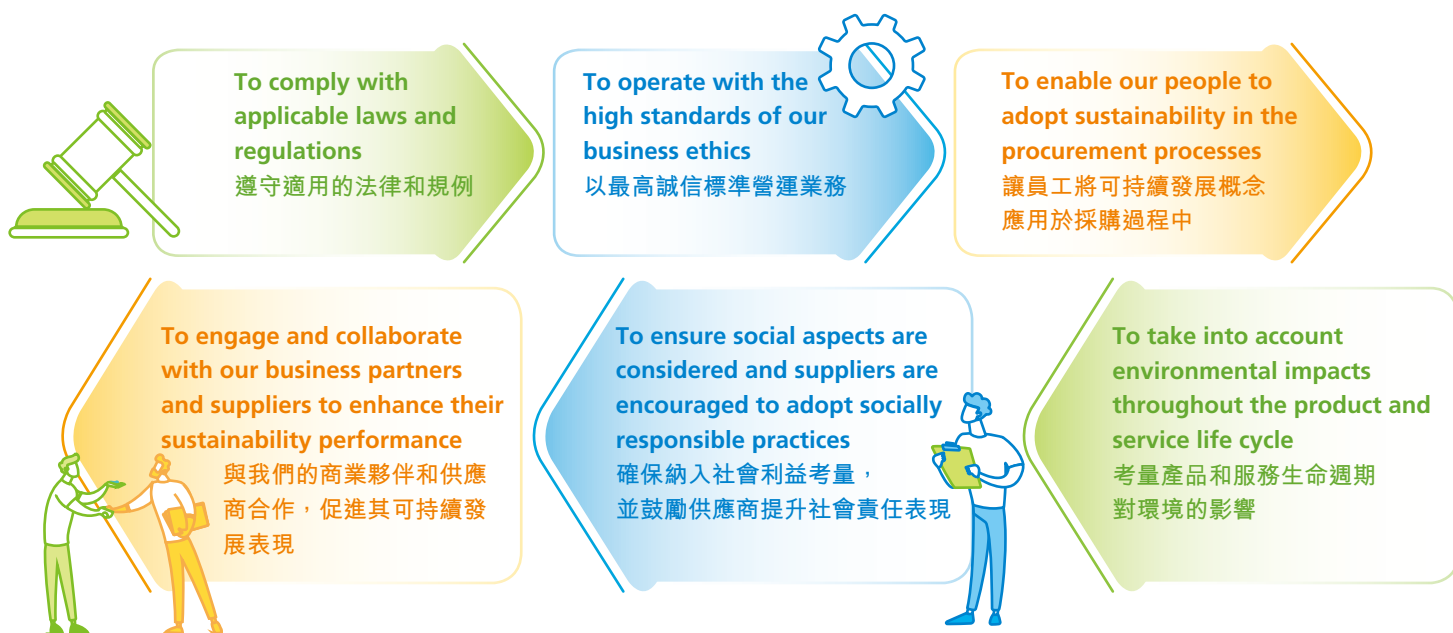 To comply with
applicable laws and
regulations
遵守適用的法律和規例
To operate with the
high standards of our
business ethics
以最高誠信標準營運業務
To enable our people to
adopt sustainability in the
procurement processes
讓員工將可持續發展概念
應用於採購過程中
To engage and collaborate
with our business partners
and suppliers to enhance their
sustainability performance
與我們的商業夥伴和供應
商合作，促進其可持續發
展表現
To ensure social aspects are
considered and suppliers are
encouraged to adopt socially
responsible practices
確保納入社會利益考量，
並鼓勵供應商提升社會責任表現
To take into account
environmental impacts
throughout the product and
service life cycle
考量產品和服務生命週期
對環境的影響